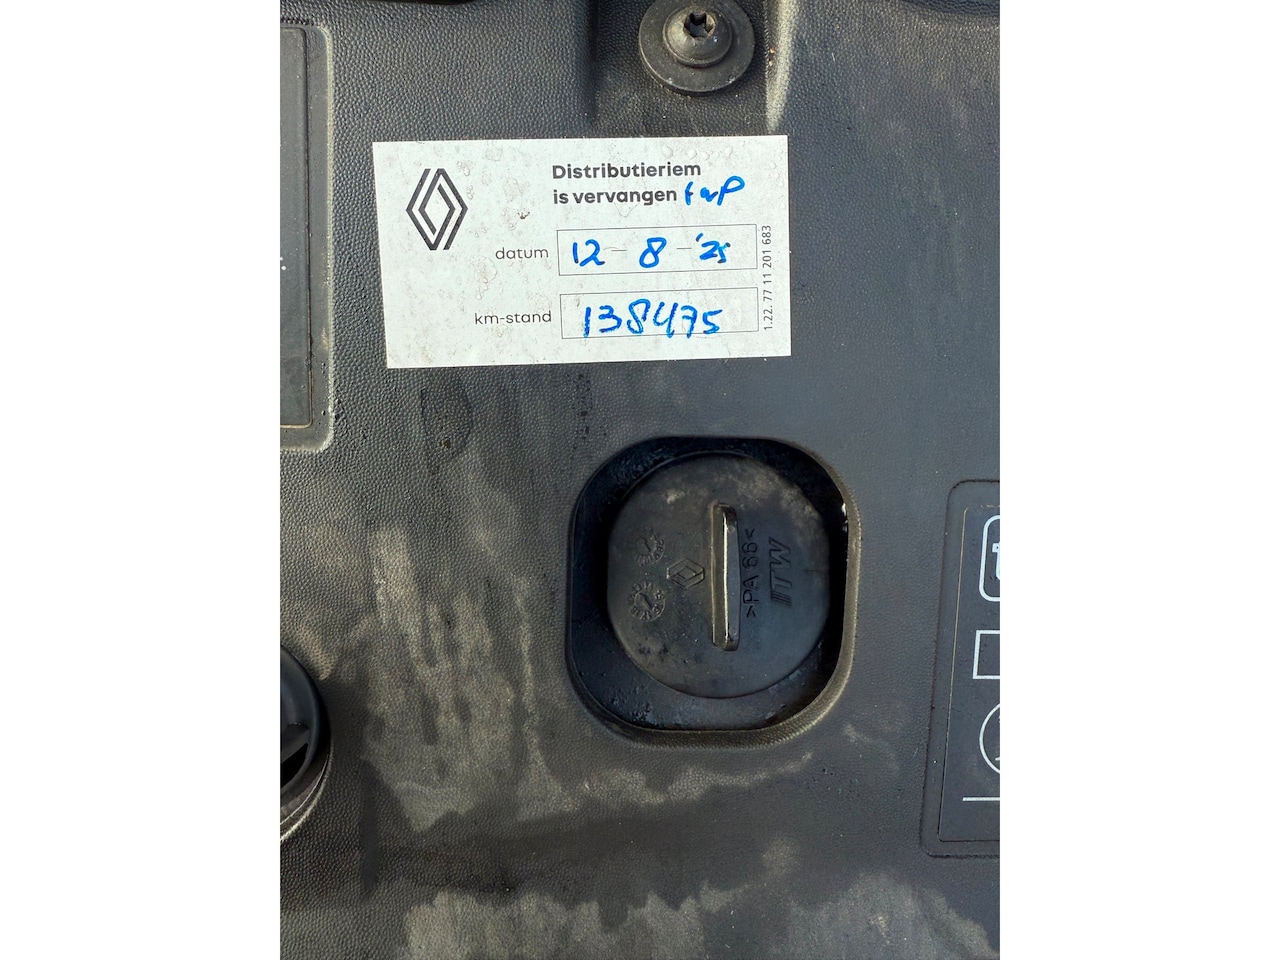 Distributieriem
is vervangen + wp
datum 12-8-'25
km-stand 138475
1.22. 77 11 201 683
>PA 66<
ITW